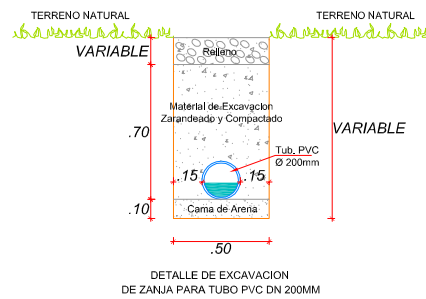 TERRENO NATURAL
TERRENO NATURAL
VARIABLE
Relleno
Material de Excavacion
Zarandeado y Compactado
.70
VARIABLE
Tub. PVC
Ø 200mm
.15
.15
.10
Cama de Arena
.50
DETALLE DE EXCAVACION
DE ZANJA PARA TUBO PVC DN 200MM